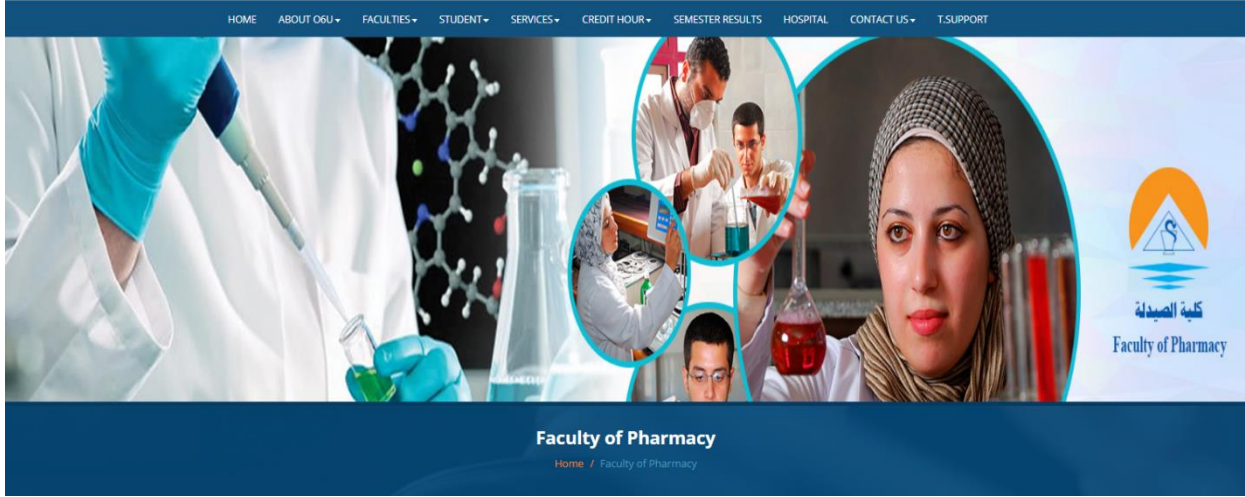 HOME ABOUT O6U FACULTIES STUDENT SERVICES CREDIT HOUR SEMESTER RESULTS HOSPITAL CONTACT US T.SUPPORT
كلية الصيدلة
Faculty of Pharmacy
Faculty of Pharmacy
Home / Faculty of Pharmacy